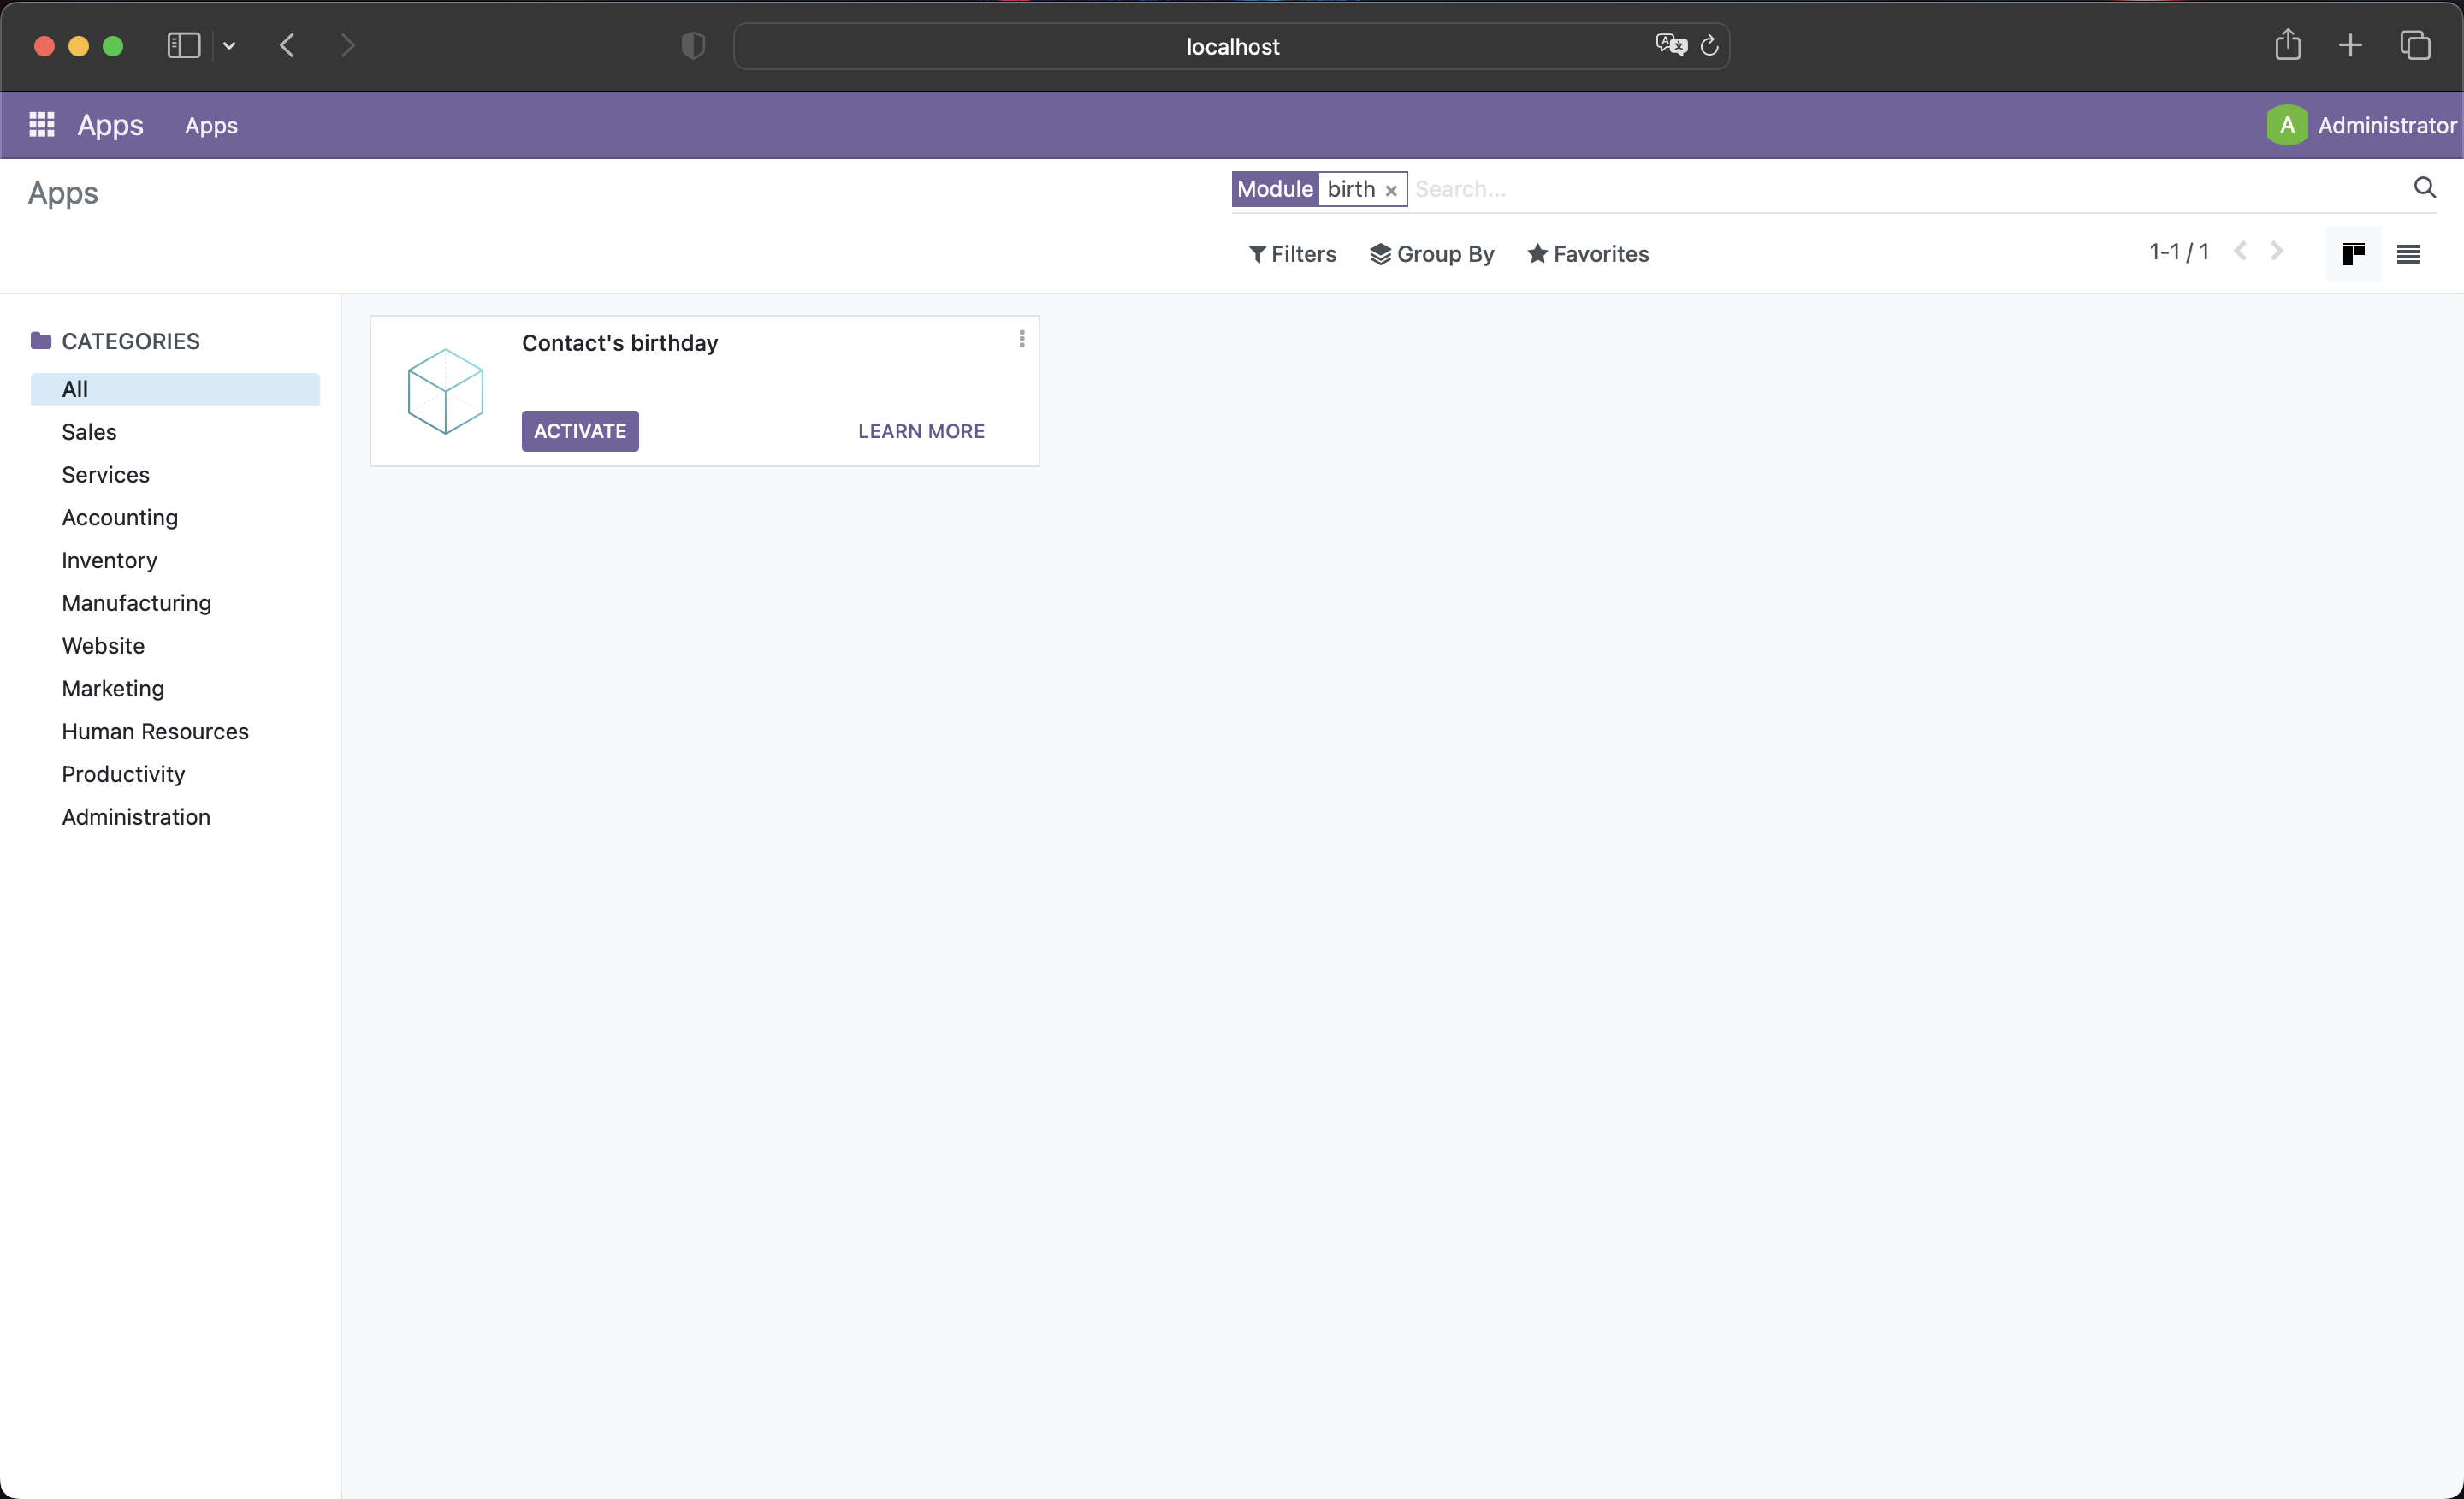 localhost
Apps
Apps
A Administrator
Apps
Module birth × Search...
Filters
Group By
Favorites
1-1 / 1
CATEGORIES
All
Sales
Services
Accounting
Inventory
Manufacturing
Website
Marketing
Human Resources
Productivity
Administration
Contact's birthday
ACTIVATE
LEARN MORE